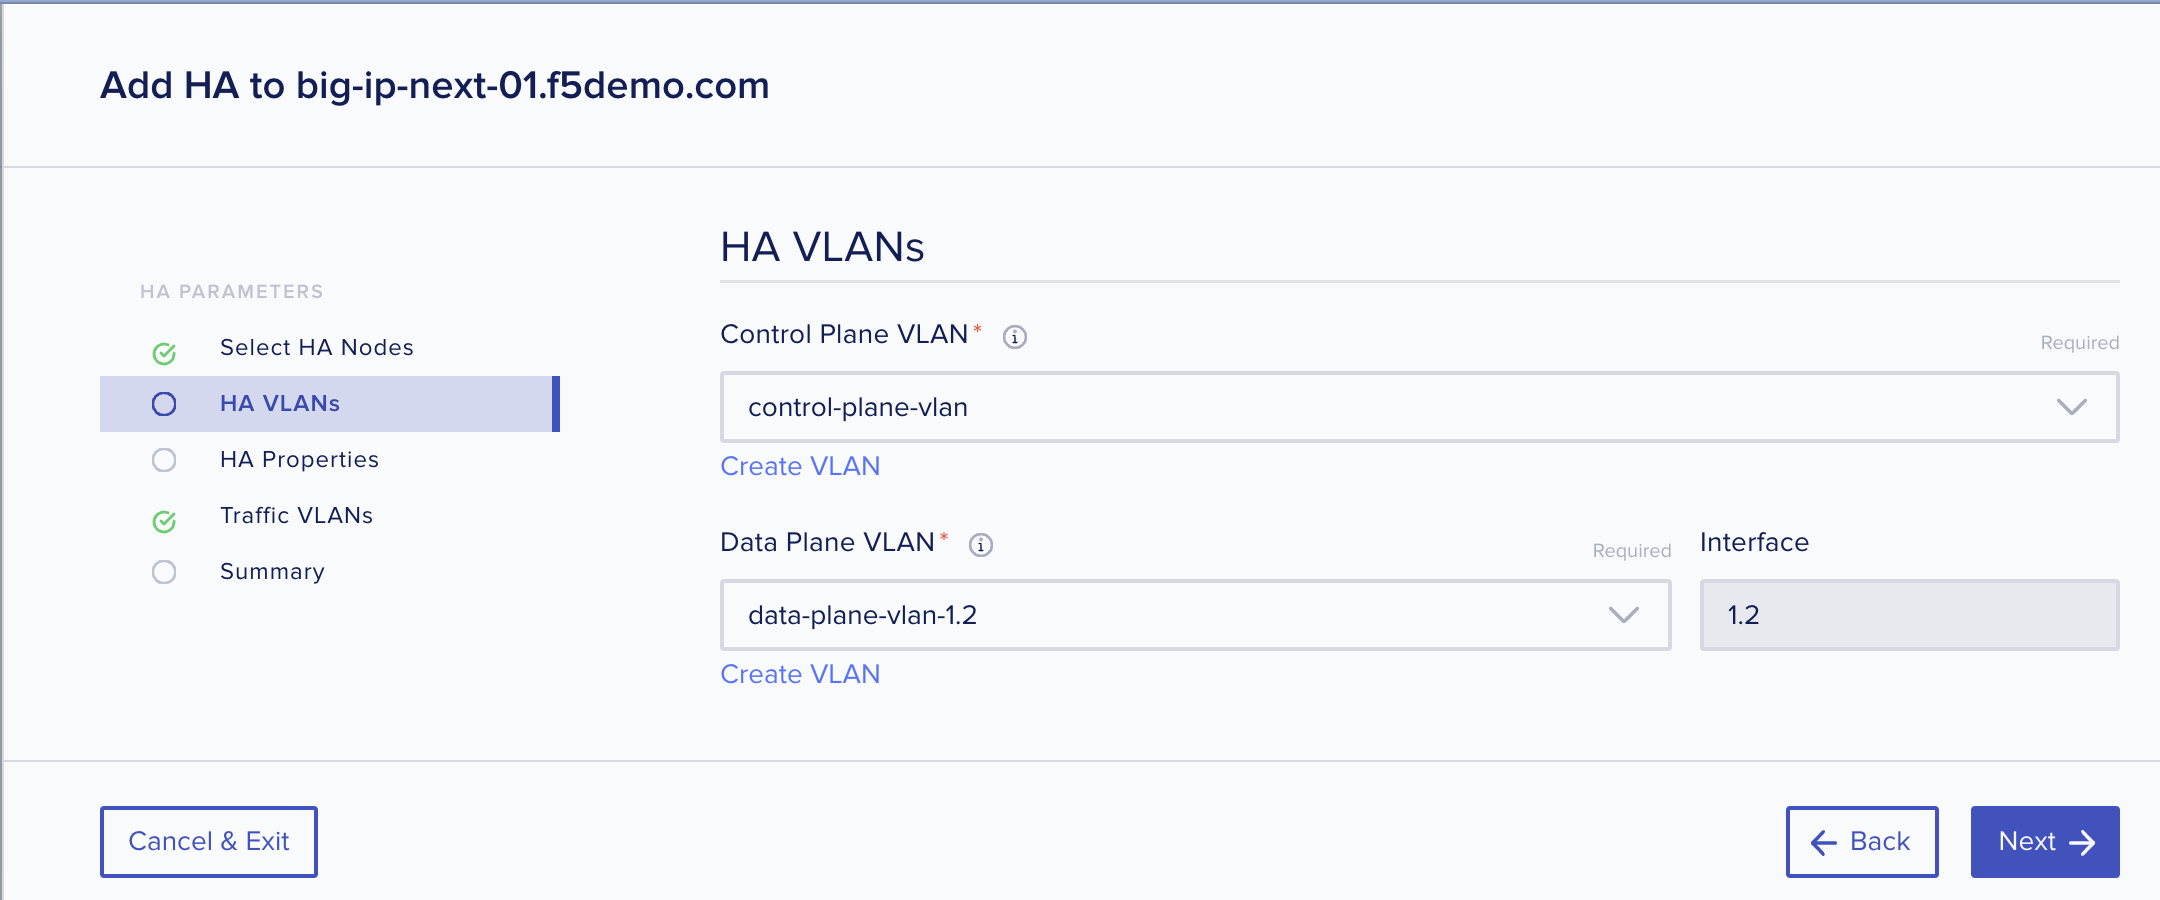 Add HA to big-ip-next-01.f5demo.com
HA PARAMETERS
Select HA Nodes
HA VLANs
HA Properties
Traffic VLANs
Summary
HA VLANs
Control Plane VLAN*
Required
control-plane-vlan
Create VLAN
Data Plane VLAN*
Required
data-plane-vlan-1.2
Create VLAN
Interface
1.2
Cancel & Exit
Back
Next